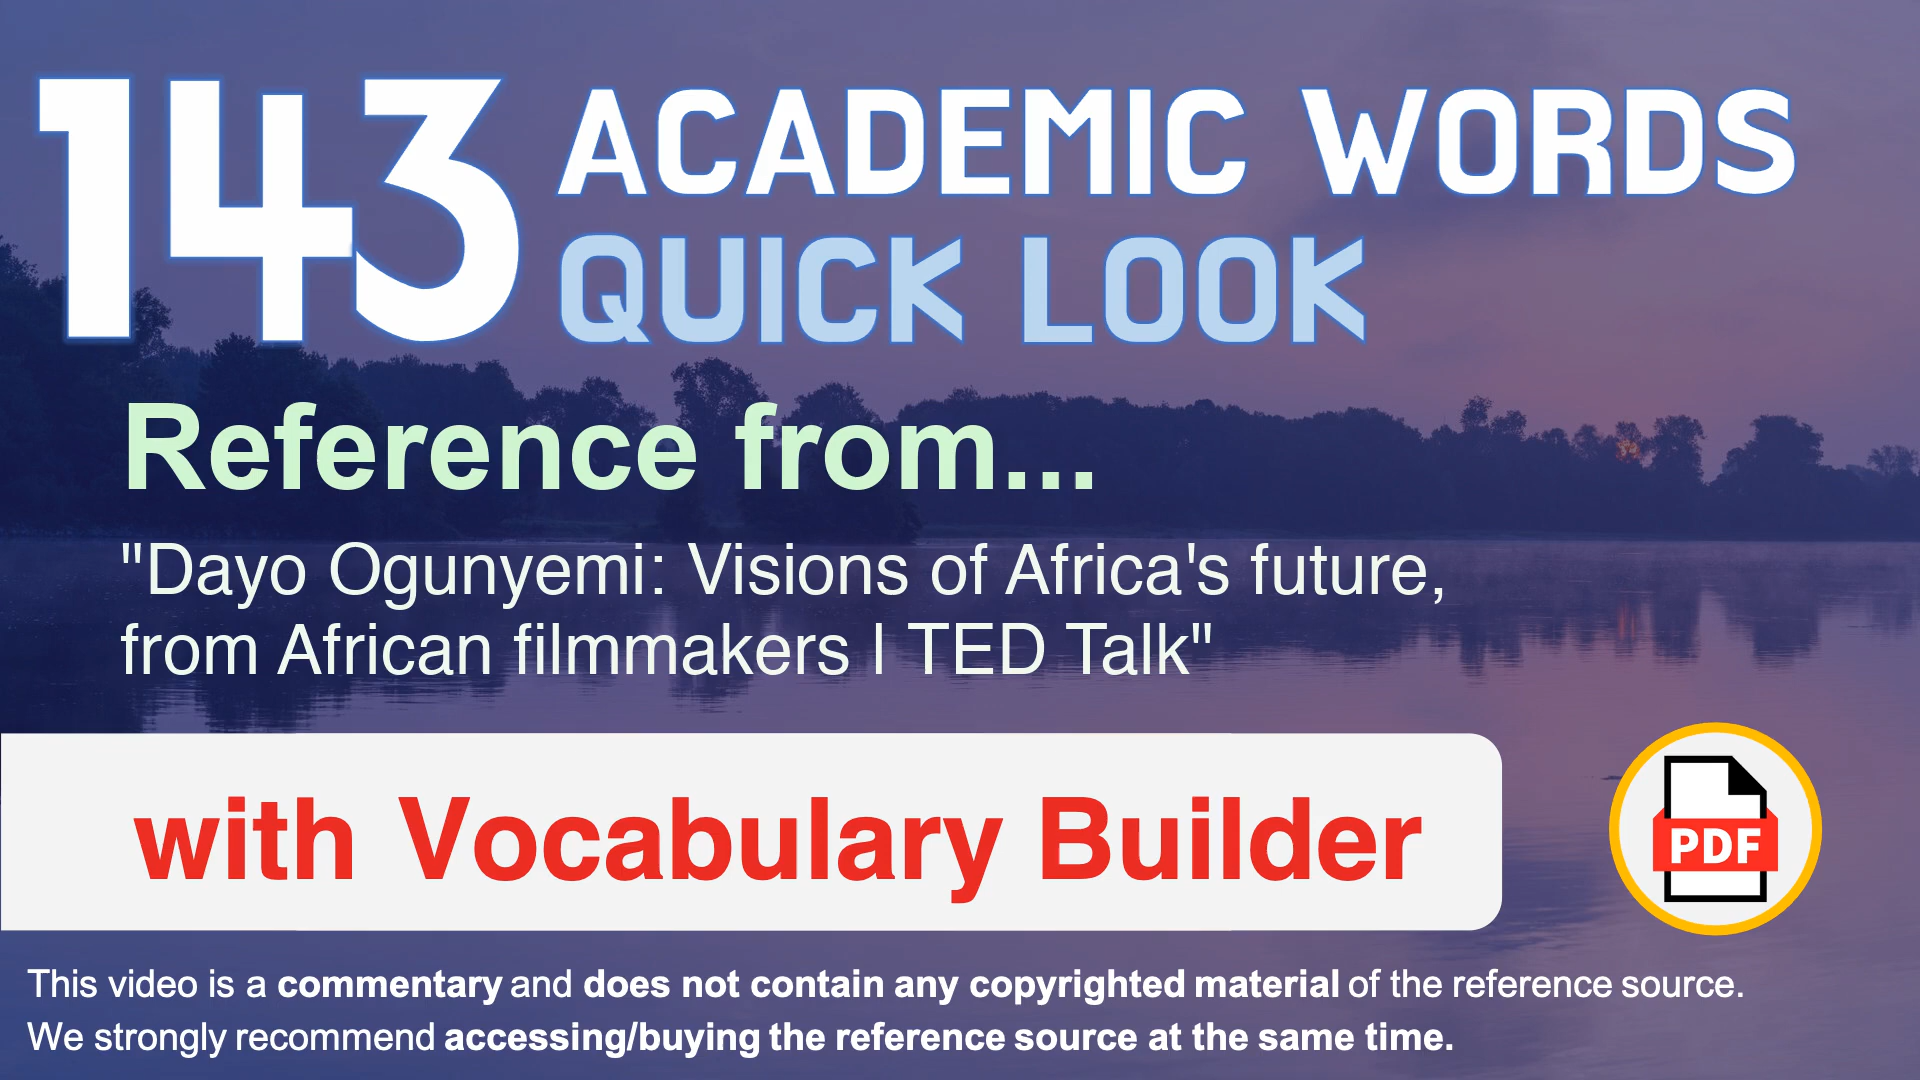 143 ACADEMIC WORDS
QUICK LOOK
Reference from...
"Dayo Ogunyemi: Visions of Africa's future,
from African filmmakers | TED Talk"
with Vocabulary Builder
PDF
This video is a commentary and does not contain any copyrighted material of the reference source.
We strongly recommend accessing/buying the reference source at the same time.